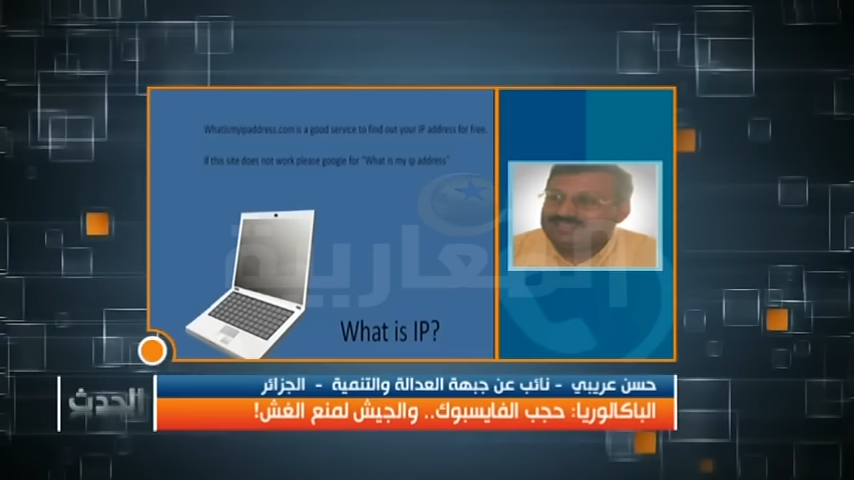 Whatismyipaddress.com is a good service to find out your IP address for free.
If this site does not work please google for "What is my ip address"
المغاربية
What is IP?
حسن عريبي - نائب عن جبهة العدالة والتنمية - الجزائر
الحدث
الباكالوريا: حجب الفايسبوك.. والجيش لمنع الغش!